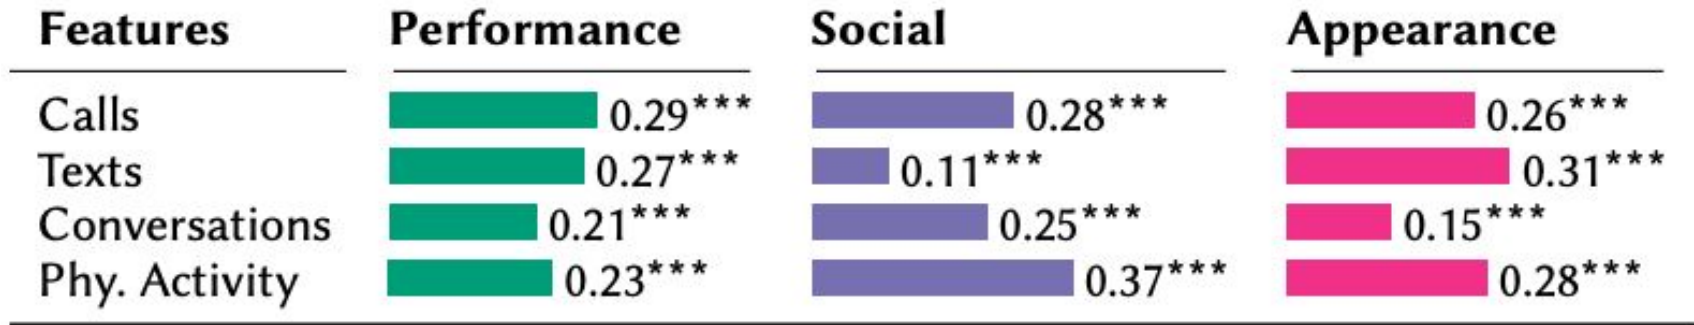 Features Performance Social Appearance
Calls 0.29*** 0.28*** 0.26***
Texts 0.27*** 0.11*** 0.31***
Conversations 0.21*** 0.25*** 0.15***
Phy. Activity 0.23*** 0.37*** 0.28***